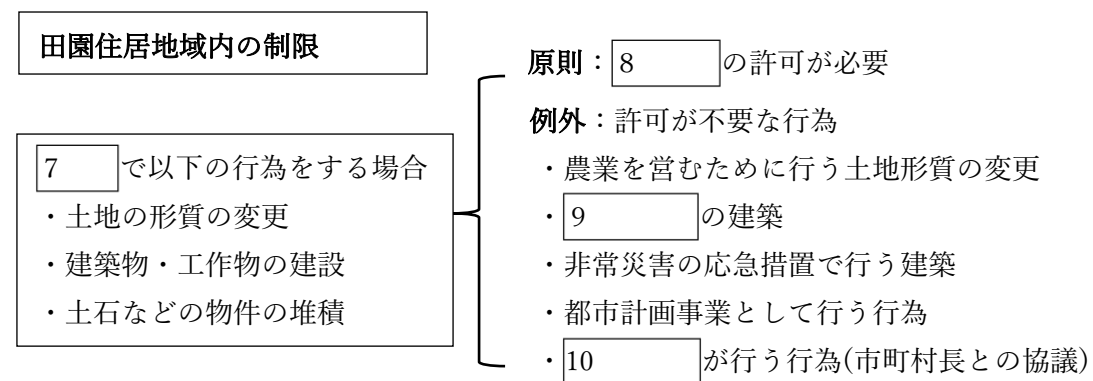 田園住居地域内の制限
7 で以下の行為をする場合
・土地の形質の変更
・建築物・工作物の建設
・土石などの物件の堆積
原則：8 の許可が必要
例外：許可が不要な行為
・農業を営むために行う土地形質の変更
・9 の建築
・非常災害の応急措置で行う建築
・都市計画事業として行う行為
・10 が行う行為(市町村長との協議)